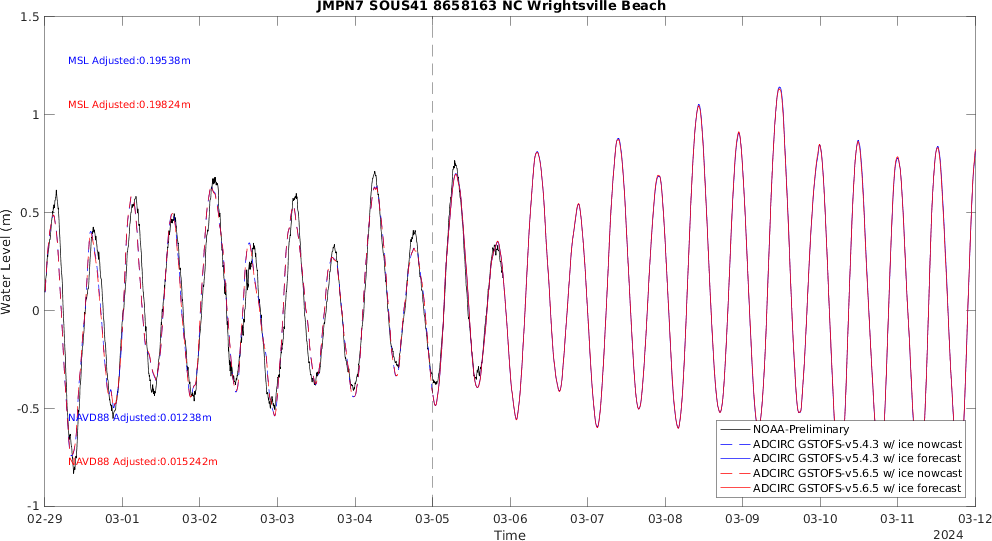 JMPN7 SOUS41 8658163 NC Wrightsville Beach
1.5
1
0.5
0
-0.5
-1
Water Level (m)
MSL Adjusted:0.19538m
MSL Adjusted:0.19824m
NAVD88 Adjusted:0.01238m
NAVD88 Adjusted:0.015242m
NOAA-Preliminary
ADCIRC GSTOFS-v5.4.3 w/ ice nowcast
ADCIRC GSTOFS-v5.4.3 w/ ice forecast
ADCIRC GSTOFS-v5.6.5 w/ ice nowcast
ADCIRC GSTOFS-v5.6.5 w/ ice forecast
02-29 03-01 03-02 03-03 03-04 03-05 03-06 03-07 03-08 03-09 03-10 03-11 03-12
Time
2024